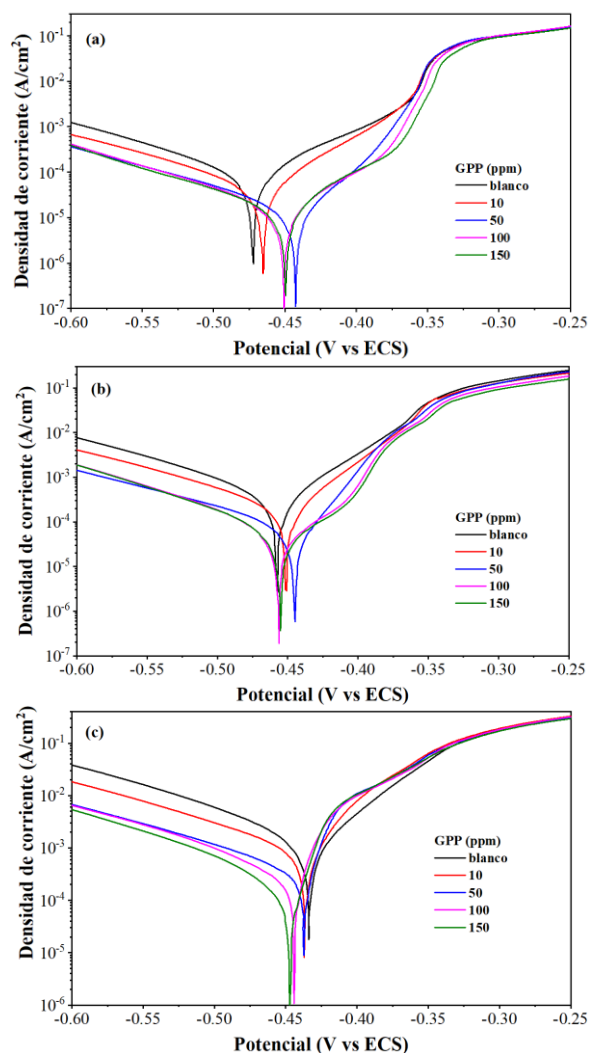 (a)
Densidad de corriente (A/cm²)
10⁰
10⁻¹
10⁻²
10⁻³
10⁻⁴
10⁻⁵
10⁻⁶
10⁻⁷
GPP (ppm)
blanco
10
50
100
150
-0.60 -0.55 -0.50 -0.45 -0.40 -0.35 -0.30 -0.25
Potencial (V vs ECS)
(b)
Densidad de corriente (A/cm²)
10⁻¹
10⁻²
10⁻³
10⁻⁴
10⁻⁵
10⁻⁶
10⁻⁷
GPP (ppm)
blanco
10
50
100
150
-0.60 -0.55 -0.50 -0.45 -0.40 -0.35 -0.30 -0.25
Potencial (V vs ECS)
(c)
Densidad de corriente (A/cm²)
10⁻¹
10⁻²
10⁻³
10⁻⁴
10⁻⁵
10⁻⁶
GPP (ppm)
blanco
10
50
100
150
-0.60 -0.55 -0.50 -0.45 -0.40 -0.35 -0.30 -0.25
Potencial (V vs ECS)